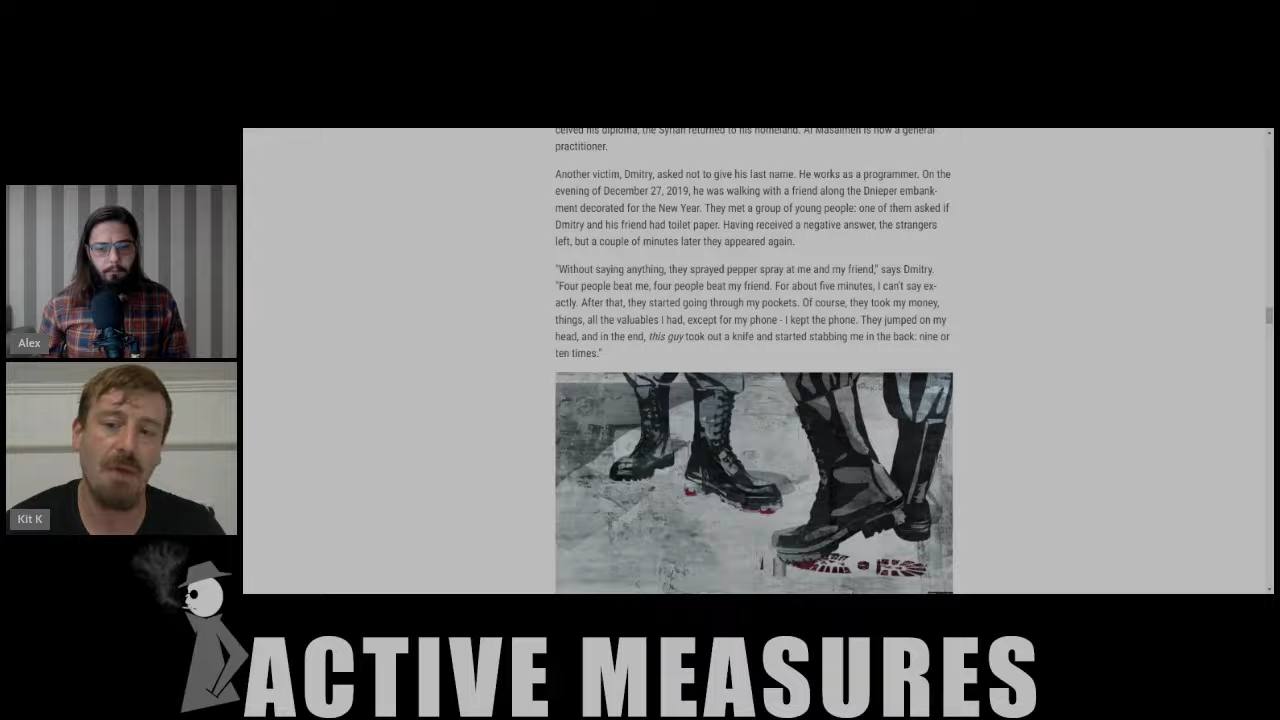 ceived his diploma, the Syrian returned to his homeland. Al Masalmeh is now a general
practitioner.
Another victim, Dmitry, asked not to give his last name. He works as a programmer. On the
evening of December 27, 2019, he was walking with a friend along the Dnieper embank-
ment decorated for the New Year. They met a group of young people: one of them asked if
Dmitry and his friend had toilet paper. Having received a negative answer, the strangers
left, but a couple of minutes later they appeared again.
"Without saying anything, they sprayed pepper spray at me and my friend," says Dmitry.
"Four people beat me, four people beat my friend. For about five minutes, I can't say ex-
actly. After that, they started going through my pockets. Of course, they took my money,
things, all the valuables I had, except for my phone - I kept the phone. They jumped on my
head, and in the end, this guy took out a knife and started stabbing me in the back: nine or
ten times."
Alex
Kit K
ACTIVE MEASURES